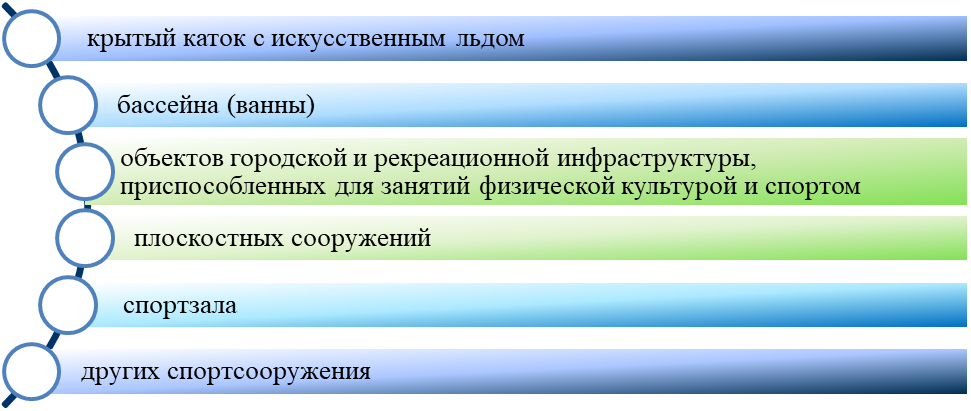 крытый каток с искусственным льдом
бассейна (ванны)
объектов городской и рекреационной инфраструктуры,
приспособленных для занятий физической культурой и спортом
плоскостных сооружений
спортзала
других спортсооружения